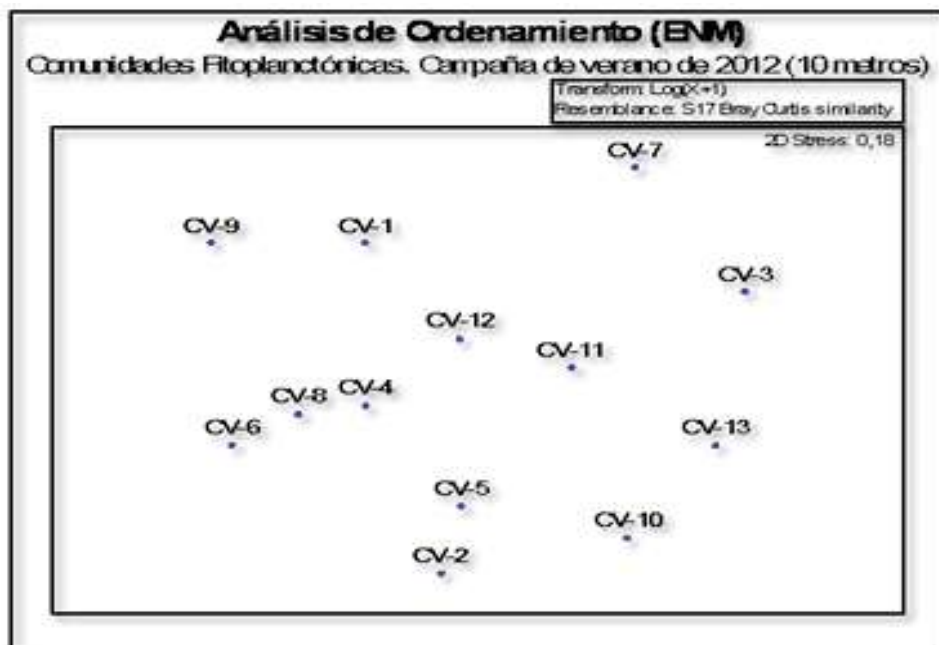 Análisis de Ordenamiento (ENM)
Comunidades Fitoplanctónicas. Campaña de verano de 2012 (10 metros)
Transform: Log(X+1)
Resemblance: S17 Bray Curtis similarity
2D Stress: 0,18
CV-7
CV-9
CV-1
CV-3
CV-12
CV-11
CV-4
CV-8
CV-6
CV-13
CV-5
CV-10
CV-2